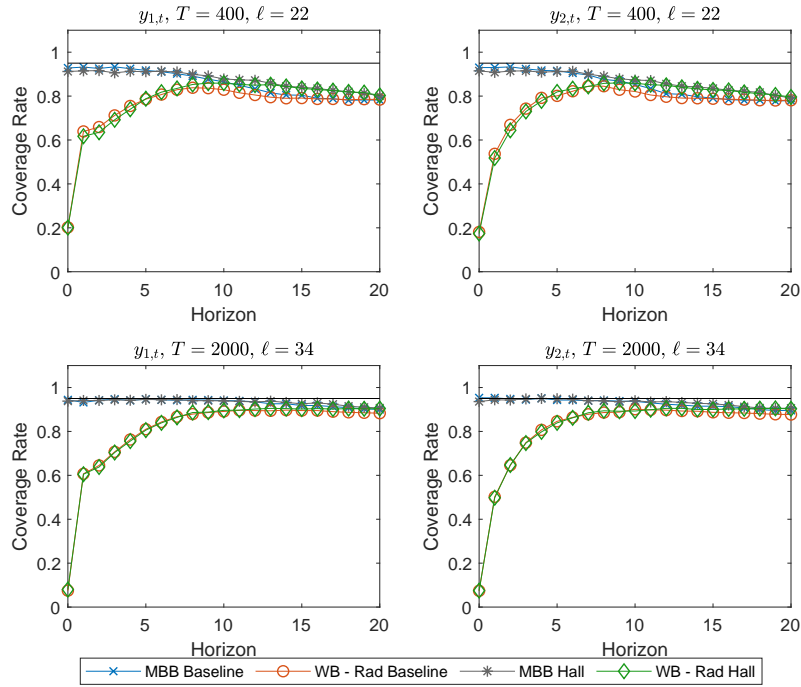 y1,t, T = 400, ℓ = 22
y2,t, T = 400, ℓ = 22
Coverage Rate
1
0.8
0.6
0.4
0.2
0
0 5 10 15 20
Horizon
Coverage Rate
1
0.8
0.6
0.4
0.2
0
0 5 10 15 20
Horizon
y1,t, T = 2000, ℓ = 34
y2,t, T = 2000, ℓ = 34
Coverage Rate
1
0.8
0.6
0.4
0.2
0
0 5 10 15 20
Horizon
Coverage Rate
1
0.8
0.6
0.4
0.2
0
0 5 10 15 20
Horizon
MBB Baseline WB - Rad Baseline MBB Hall WB - Rad Hall